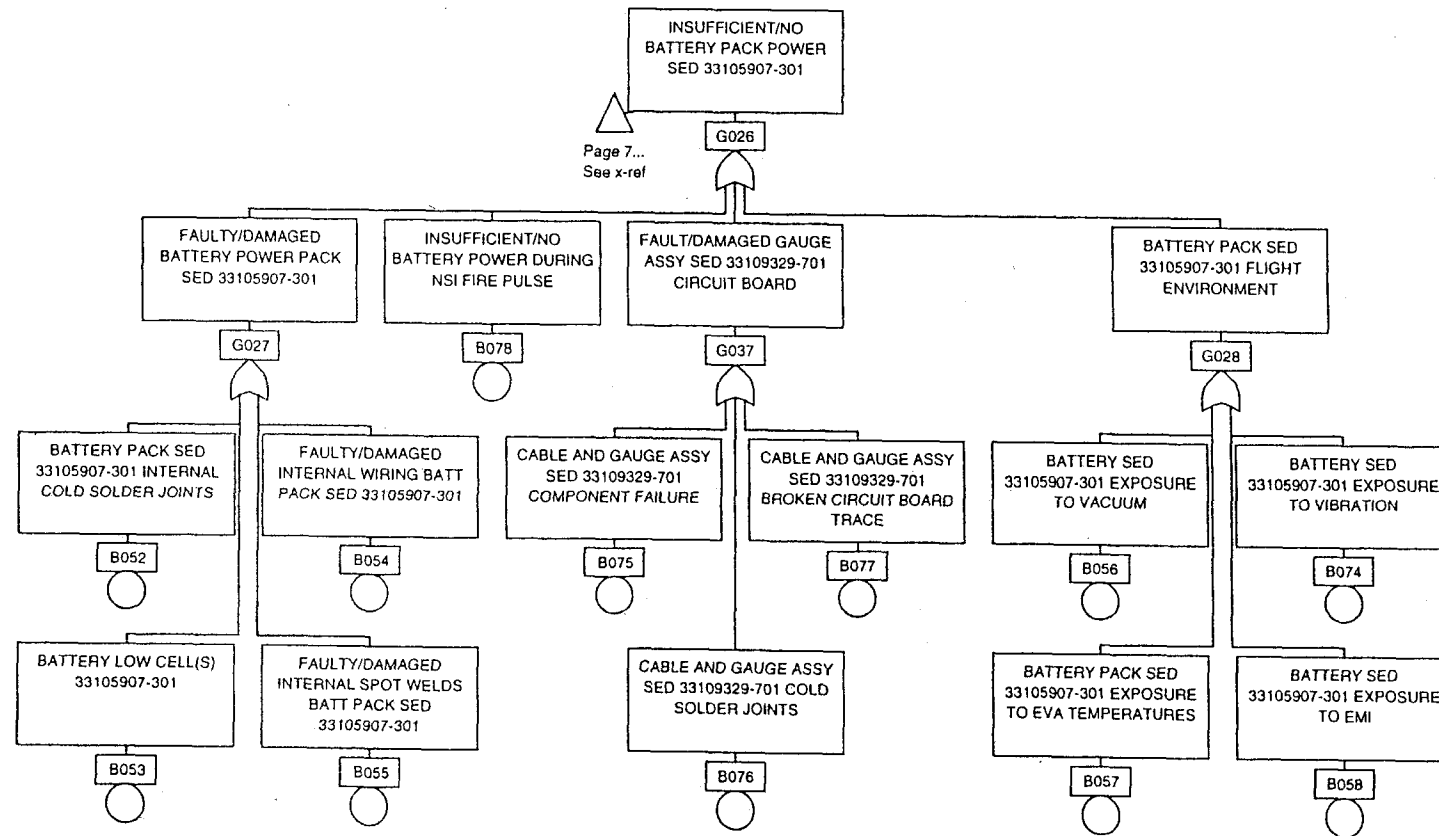 INSUFFICIENT/NO
BATTERY PACK POWER
SED 33105907-301
Page 7...
See x-ref
G026
FAULTY/DAMAGED
BATTERY POWER PACK
SED 33105907-301
G027
INSUFFICIENT/NO
BATTERY POWER DURING
NSI FIRE PULSE
B078
FAULT/DAMAGED GAUGE
ASSY SED 33109329-701
CIRCUIT BOARD
G037
BATTERY PACK SED
33105907-301 FLIGHT
ENVIRONMENT
G028
BATTERY PACK SED
33105907-301 INTERNAL
COLD SOLDER JOINTS
B052
FAULTY/DAMAGED
INTERNAL WIRING BATT
PACK SED 33105907-301
B054
CABLE AND GAUGE ASSY
SED 33109329-701
COMPONENT FAILURE
B075
CABLE AND GAUGE ASSY
SED 33109329-701
BROKEN CIRCUIT BOARD
TRACE
B077
BATTERY SED
33105907-301 EXPOSURE
TO VACUUM
B056
BATTERY SED
33105907-301 EXPOSURE
TO VIBRATION
B074
BATTERY LOW CELL(S)
33105907-301
B053
FAULTY/DAMAGED
INTERNAL SPOT WELDS
BATT PACK SED
33105907-301
B055
CABLE AND GAUGE ASSY
SED 33109329-701 COLD
SOLDER JOINTS
B076
BATTERY PACK SED
33105907-301 EXPOSURE
TO EVA TEMPERATURES
B057
BATTERY SED
33105907-301 EXPOSURE
TO EMI
B058